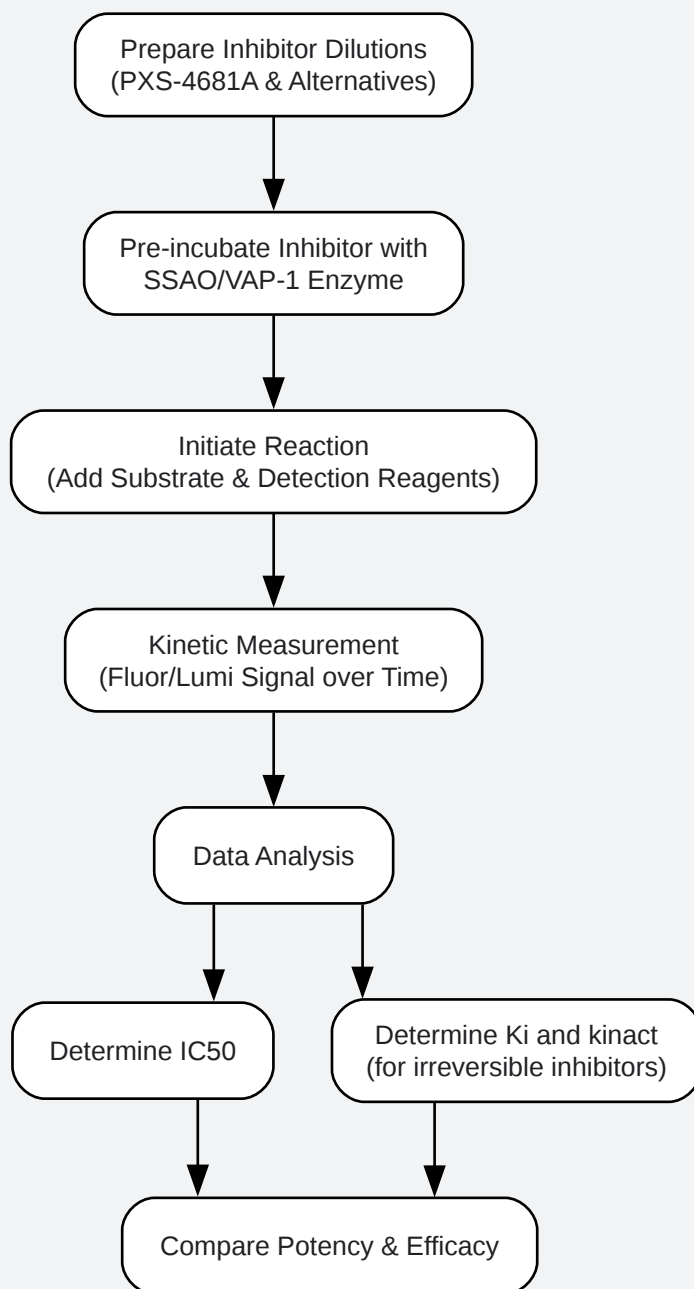 Prepare Inhibitor Dilutions
(PXS-4681A & Alternatives)
Pre-incubate Inhibitor with
SSAO/VAP-1 Enzyme
Initiate Reaction
(Add Substrate & Detection Reagents)
Kinetic Measurement
(Fluor/Lumi Signal over Time)
Data Analysis
Determine IC50
Determine Ki and kinact
(for irreversible inhibitors)
Compare Potency & Efficacy